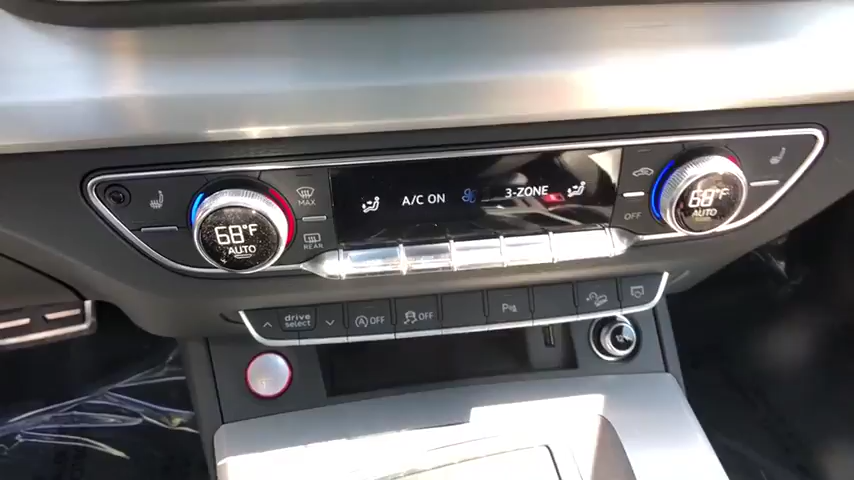 MAX
A/C ON
3-ZONE
68°F
AUTO
REAR
OFF
68°F
AUTO
drive
select
OFF
OFF
P